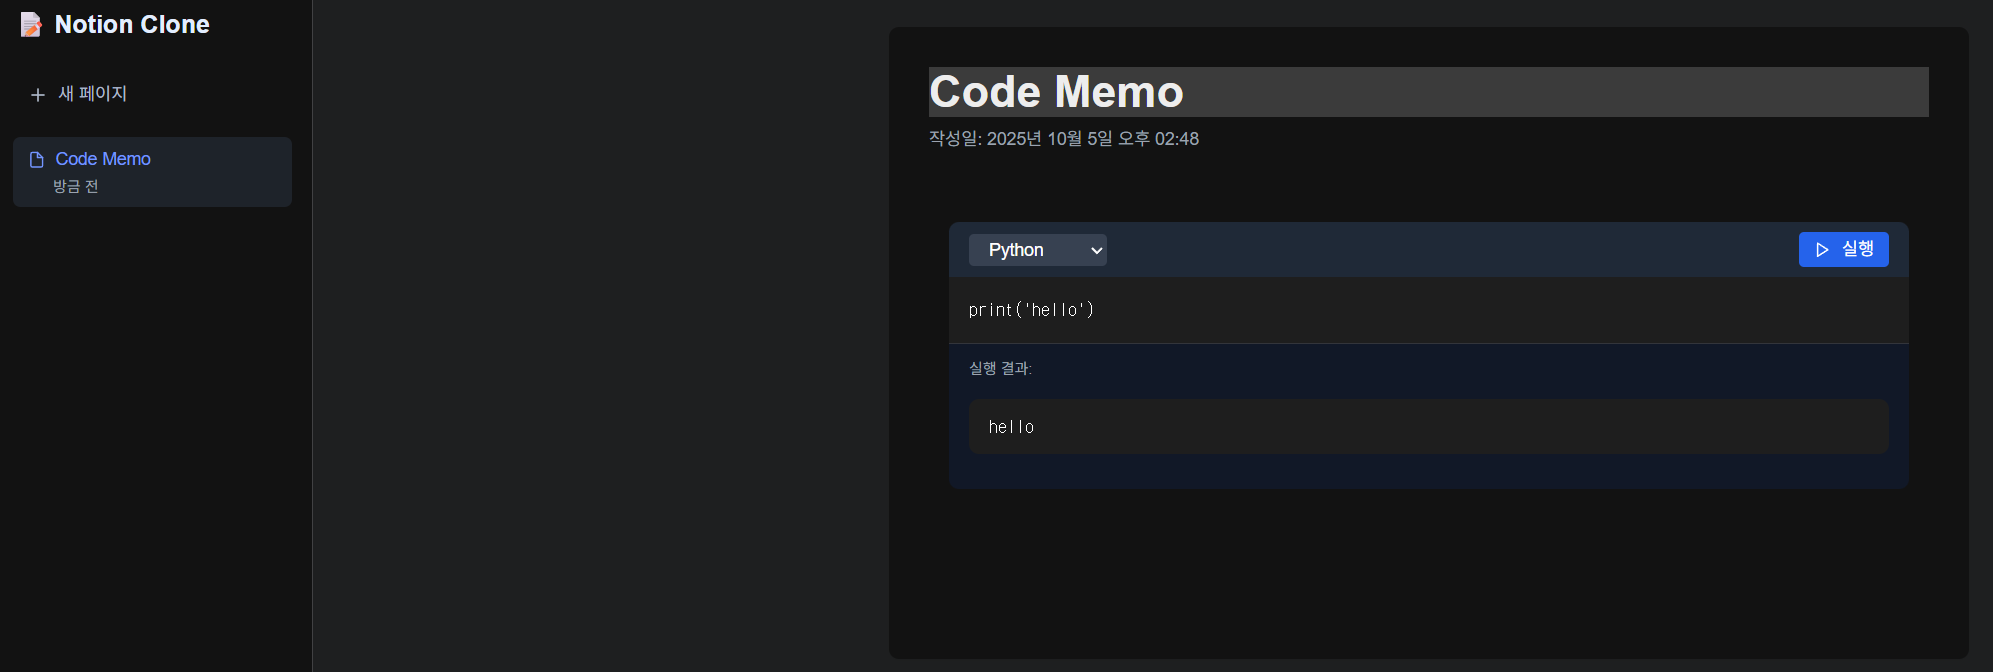 Notion Clone
새 페이지
Code Memo
방금 전
Code Memo
작성일: 2025년 10월 5일 오후 02:48
Python
실행
print('hello')
실행 결과:
hello